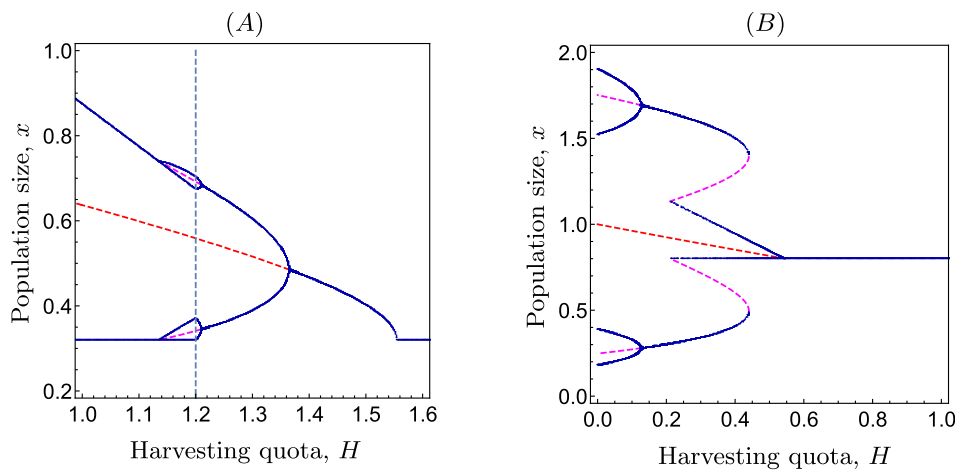 (A)
(B)
1.0
0.8
0.6
0.4
0.2
Population size, x
1.0 1.1 1.2 1.3 1.4 1.5 1.6
Harvesting quota, H
2.0
1.5
1.0
0.5
0.0
Population size, x
0.0 0.2 0.4 0.6 0.8 1.0
Harvesting quota, H